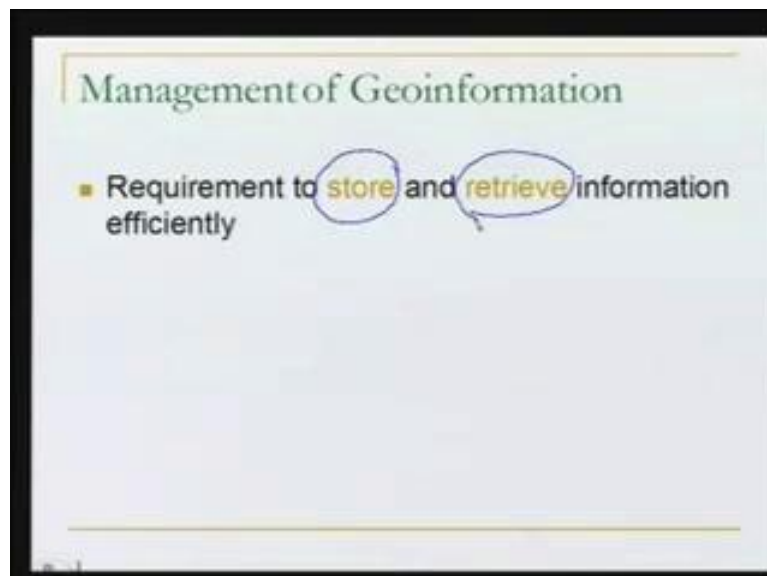 Management of Geoinformation
Requirement to store and retrieve information
efficiently